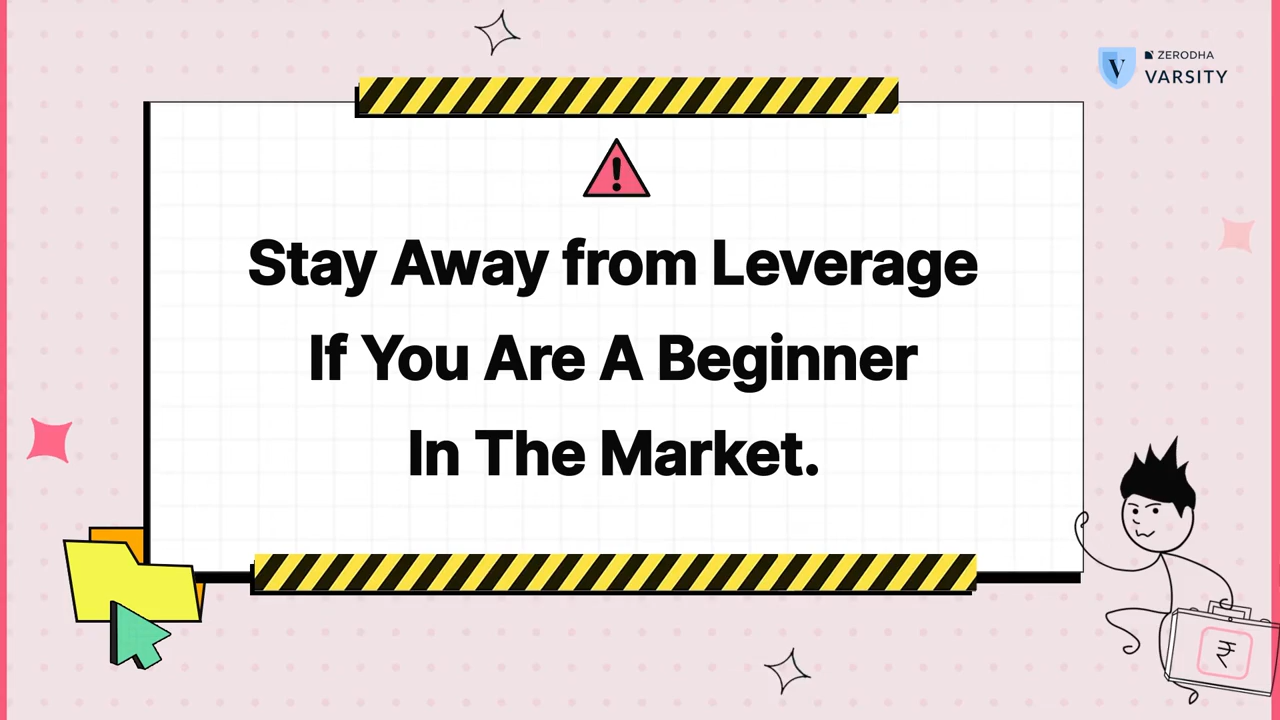 ZERODHA
VARSITY
Stay Away from Leverage
If You Are A Beginner
In The Market.
₹